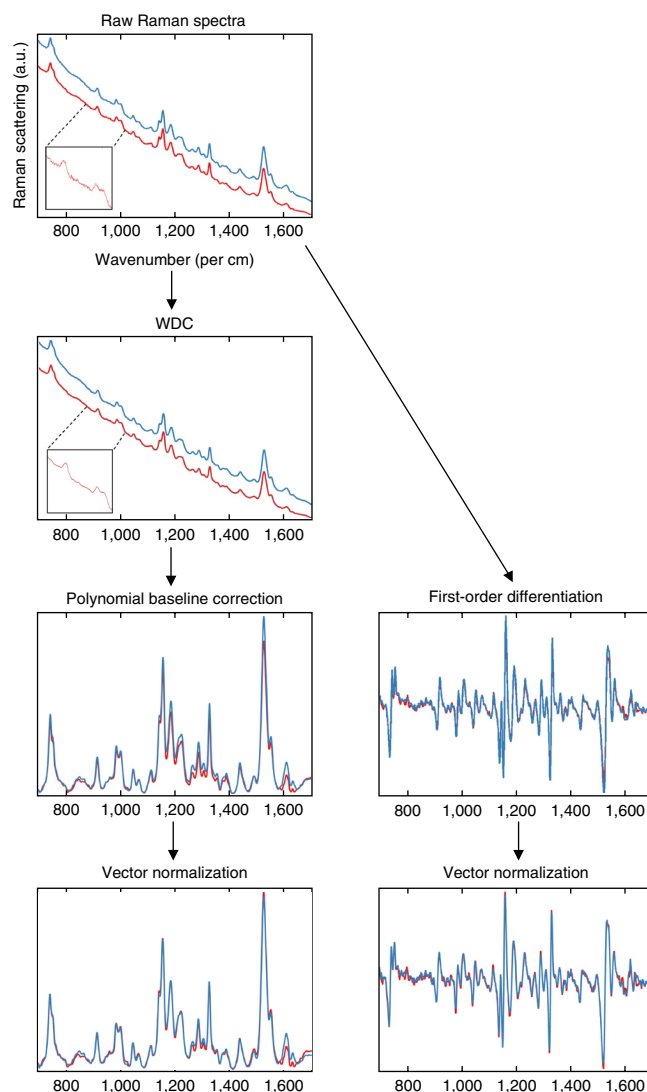 Raw Raman spectra
Raman scattering (a.u.)
800 1,000 1,200 1,400 1,600
Wavenumber (per cm)
WDC
800 1,000 1,200 1,400 1,600
Polynomial baseline correction
800 1,000 1,200 1,400 1,600
First-order differentiation
800 1,000 1,200 1,400 1,600
Vector normalization
800 1,000 1,200 1,400 1,600
Vector normalization
800 1,000 1,200 1,400 1,600